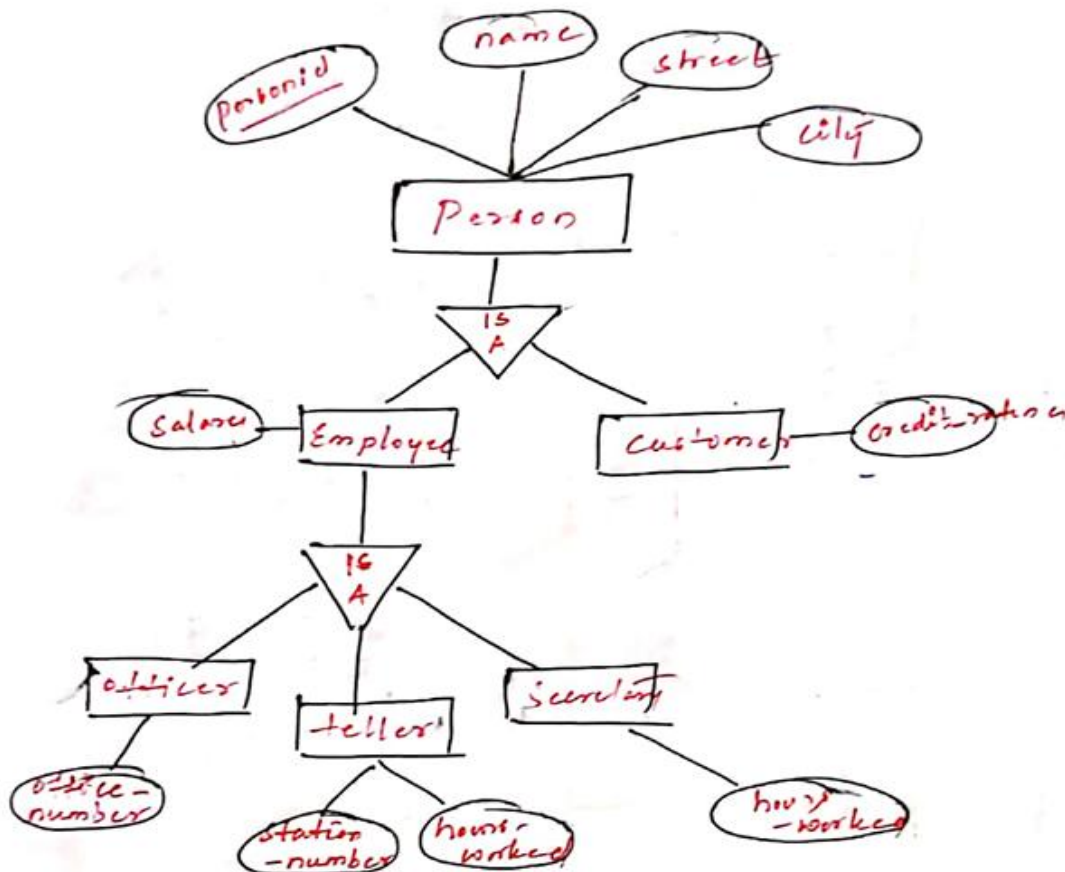 name
street
personid
city
Person
IS
A
Salary
Employee
Customer
credit-rating
IS
A
officer
teller
Secretary
office-
number
station
-number
hours-
worked
hours
-worked